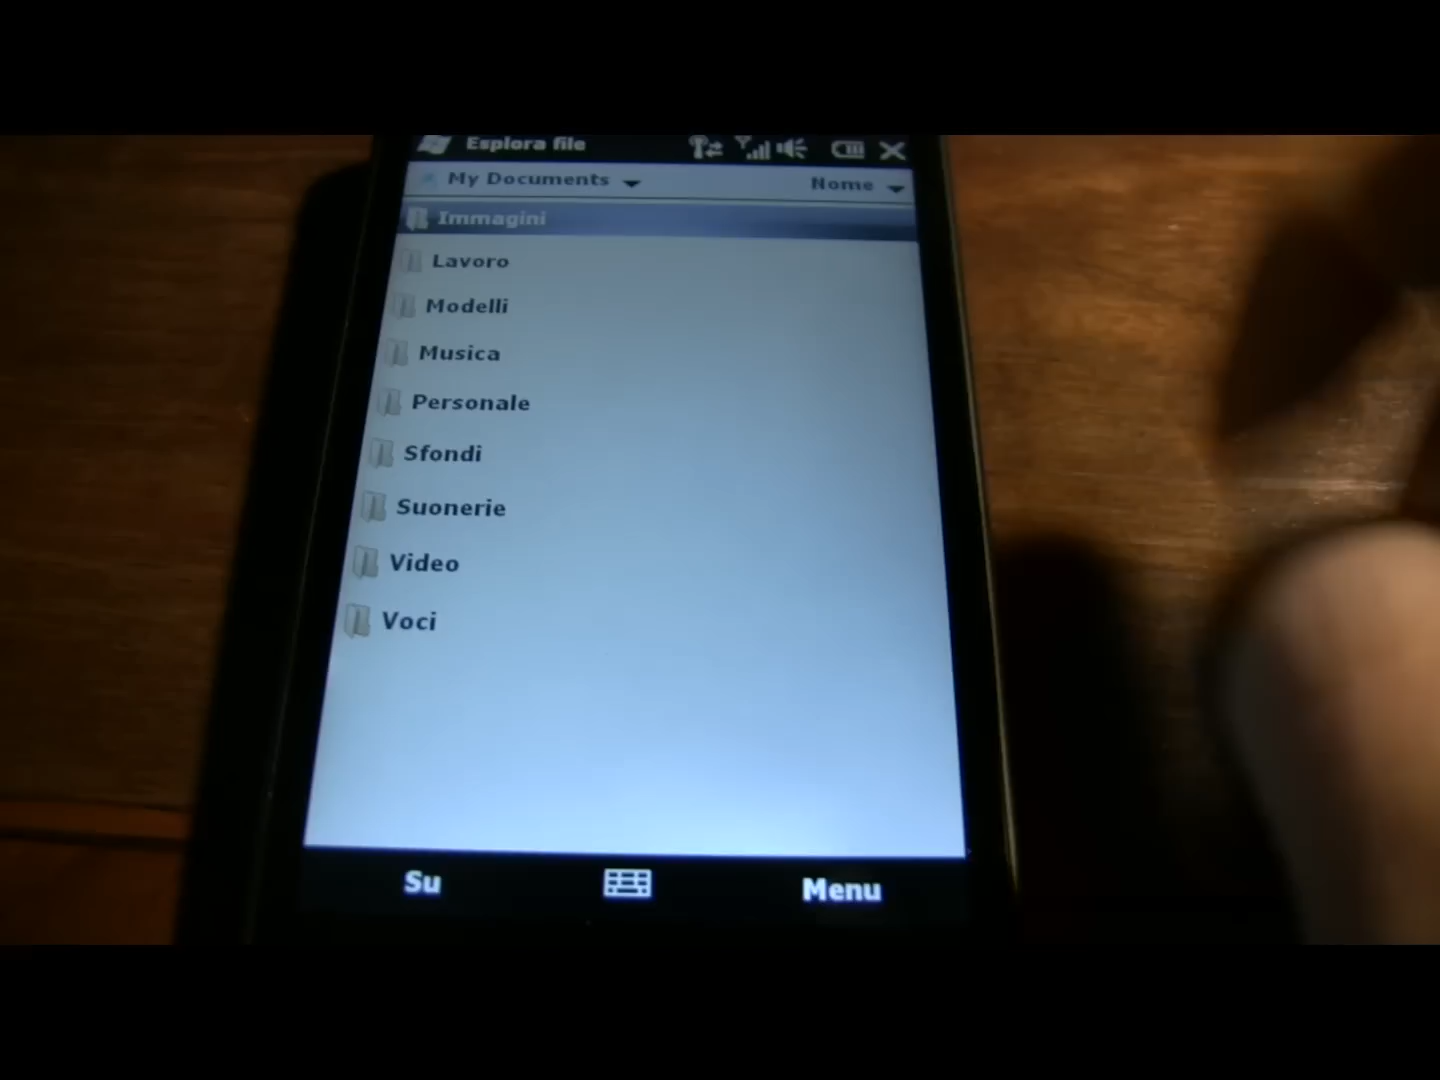 Esplora file
My Documents Nome
Immagini
Lavoro
Modelli
Musica
Personale
Sfondi
Suonerie
Video
Voci
Su Menu